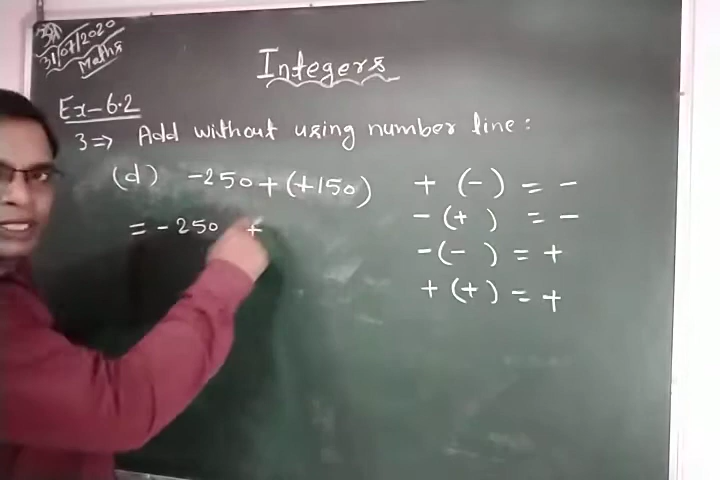 31/07/2020
Maths
Integers
Ex-6.2
3⇒ Add without using number line:
(d) -250+(+150)
= -250 +
+ (-) = -
- (+) = -
- (-) = +
+ (+) = +